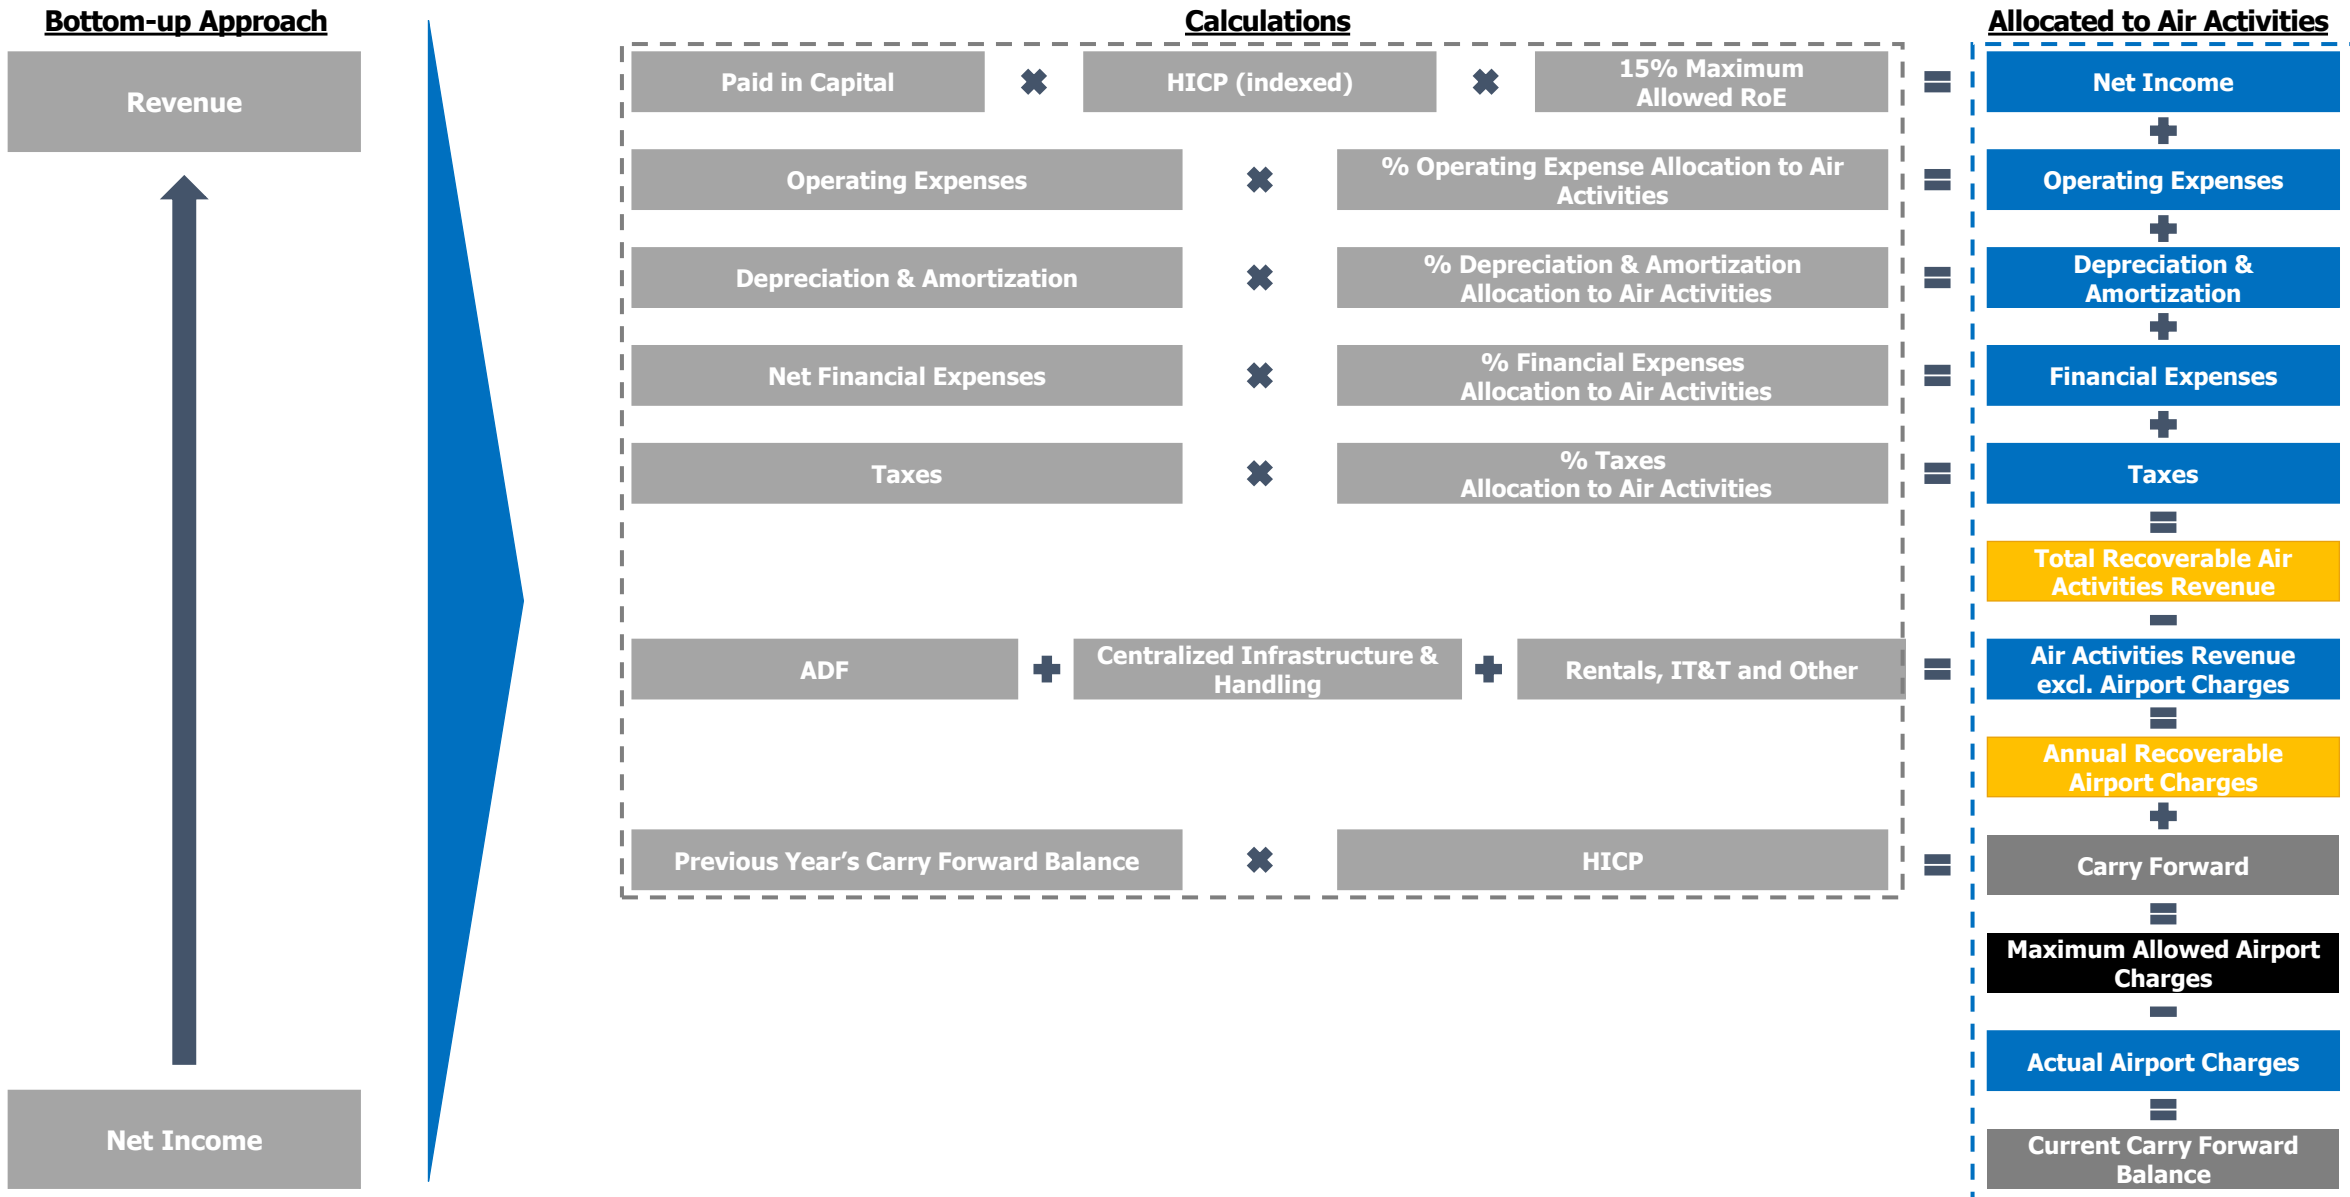 Bottom-up Approach
Calculations
Allocated to Air Activities
Revenue
Net Income
Paid in Capital
HICP (indexed)
15% Maximum
Allowed RoE
Net Income
Operating Expenses
% Operating Expense Allocation to Air
Activities
Operating Expenses
Depreciation & Amortization
% Depreciation & Amortization
Allocation to Air Activities
Depreciation &
Amortization
Net Financial Expenses
% Financial Expenses
Allocation to Air Activities
Financial Expenses
Taxes
% Taxes
Allocation to Air Activities
Taxes
Total Recoverable Air
Activities Revenue
ADF
Centralized Infrastructure &
Handling
Rentals, IT&T and Other
Air Activities Revenue
excl. Airport Charges
Annual Recoverable
Airport Charges
Previous Year’s Carry Forward Balance
HICP
Carry Forward
Maximum Allowed Airport
Charges
Actual Airport Charges
Current Carry Forward
Balance